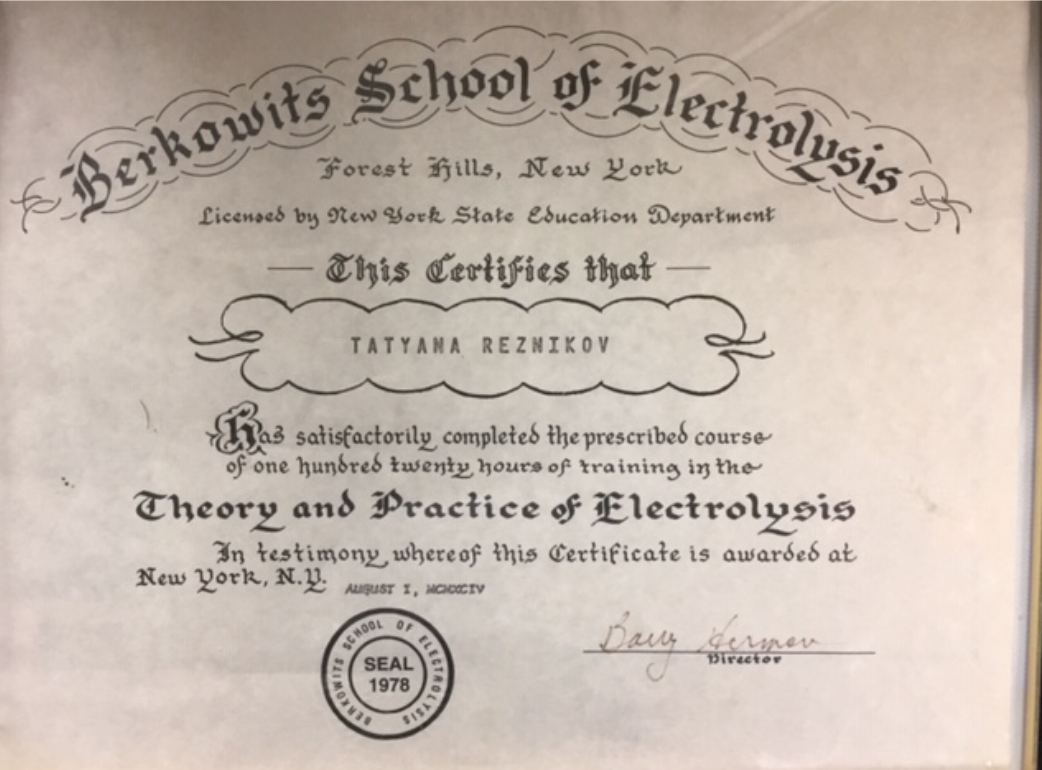 Berkowits School of Electrolysis
Forest Hills, New York
Licensed by New York State Education Department
This Certifies that
TATYANA REZNIKOV
Has satisfactorily completed the prescribed course
of one hundred twenty hours of training in the
Theory and Practice of Electrolysis
In testimony whereof this Certificate is awarded at
New York, N.Y. AUGUST I, MCMXCIV
BERKOWITS SCHOOL OF ELECTROLYSIS
SEAL
1978
Barry Herman
Director